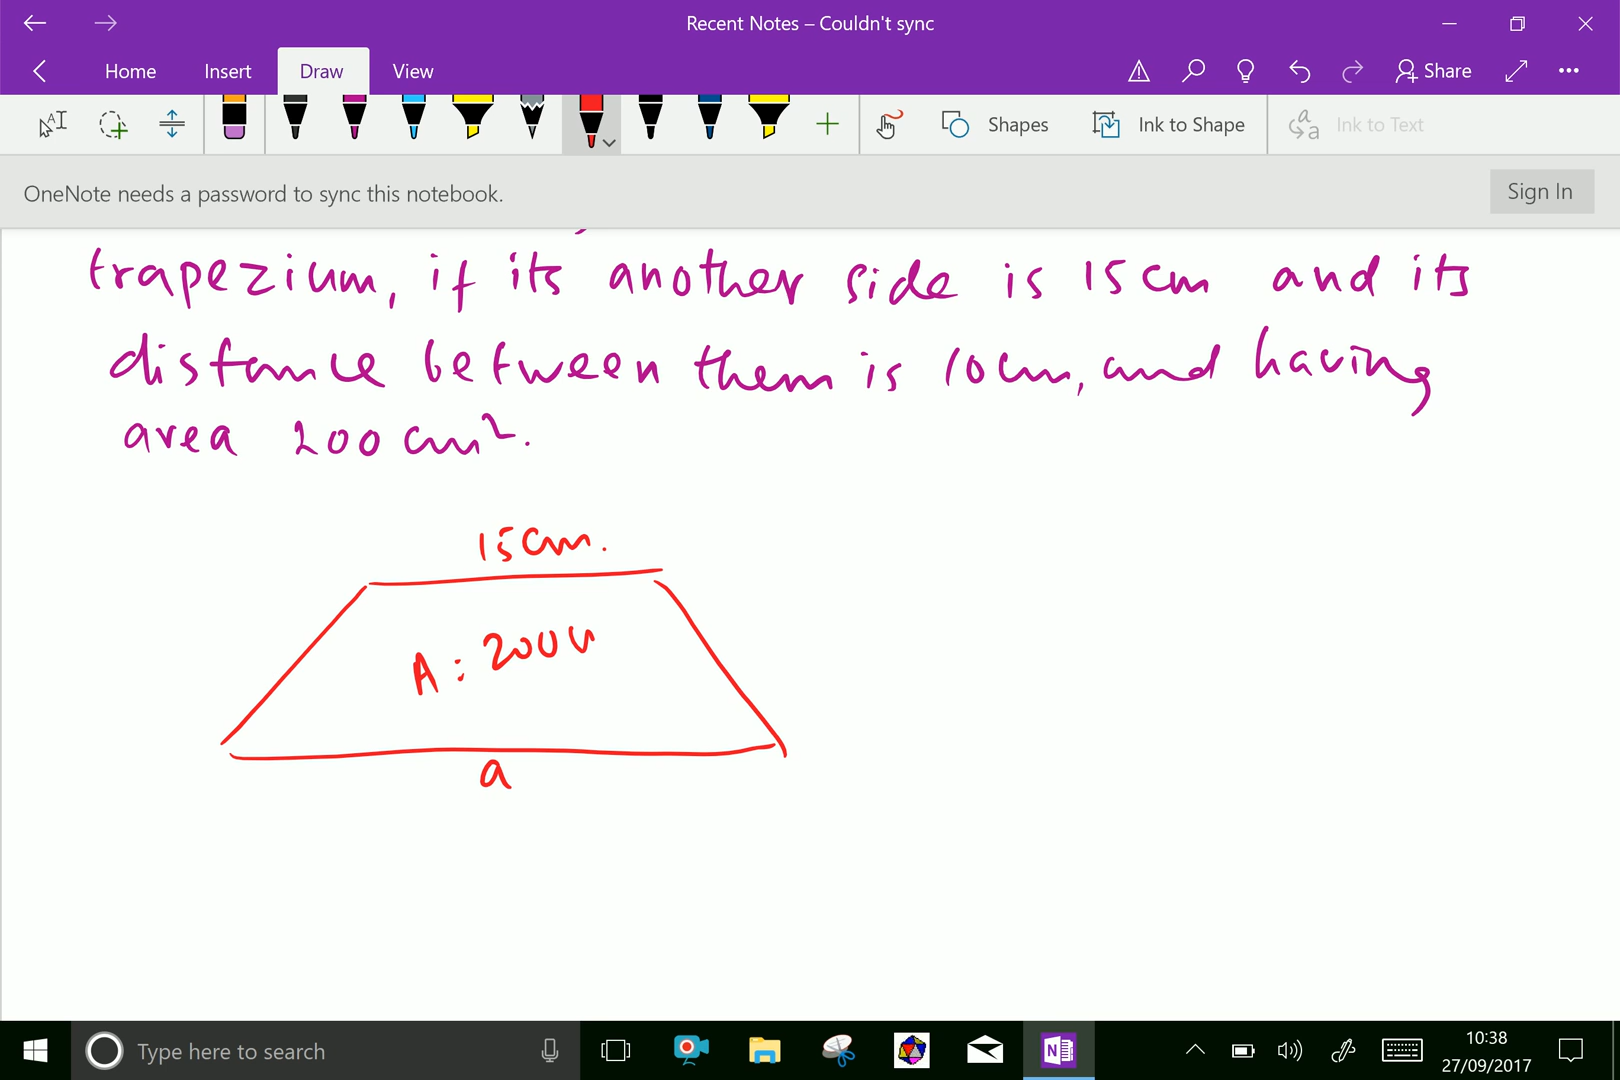 Recent Notes – Couldn't sync
Home Insert Draw View Share
Shapes Ink to Shape Ink to Text
OneNote needs a password to sync this notebook. Sign In
trapezium, if its another side is 15cm and its
distance between them is 10cm, and having
area 200 cm².
15cm.
A: 200
a
Type here to search
10:38
27/09/2017